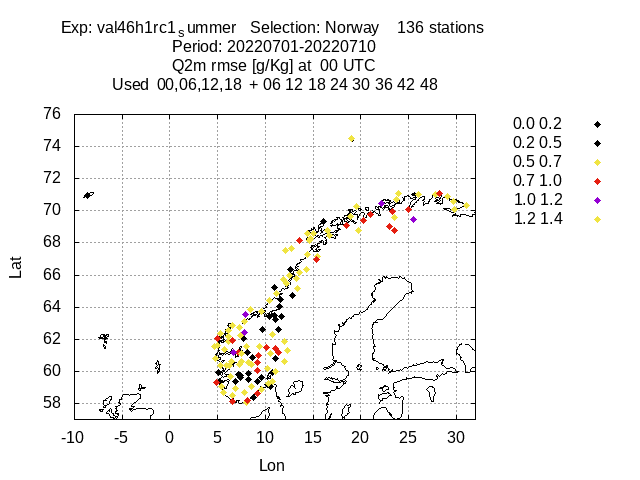 Exp: val46h1rc1summer Selection: Norway 136 stations
Period: 20220701-20220710
Q2m rmse [g/Kg] at 00 UTC
Used 00,06,12,18 + 06 12 18 24 30 36 42 48
76
74
72
70
68
66
64
62
60
58
Lat
-10 -5 0 5 10 15 20 25 30
Lon
0.0 0.2
0.2 0.5
0.5 0.7
0.7 1.0
1.0 1.2
1.2 1.4